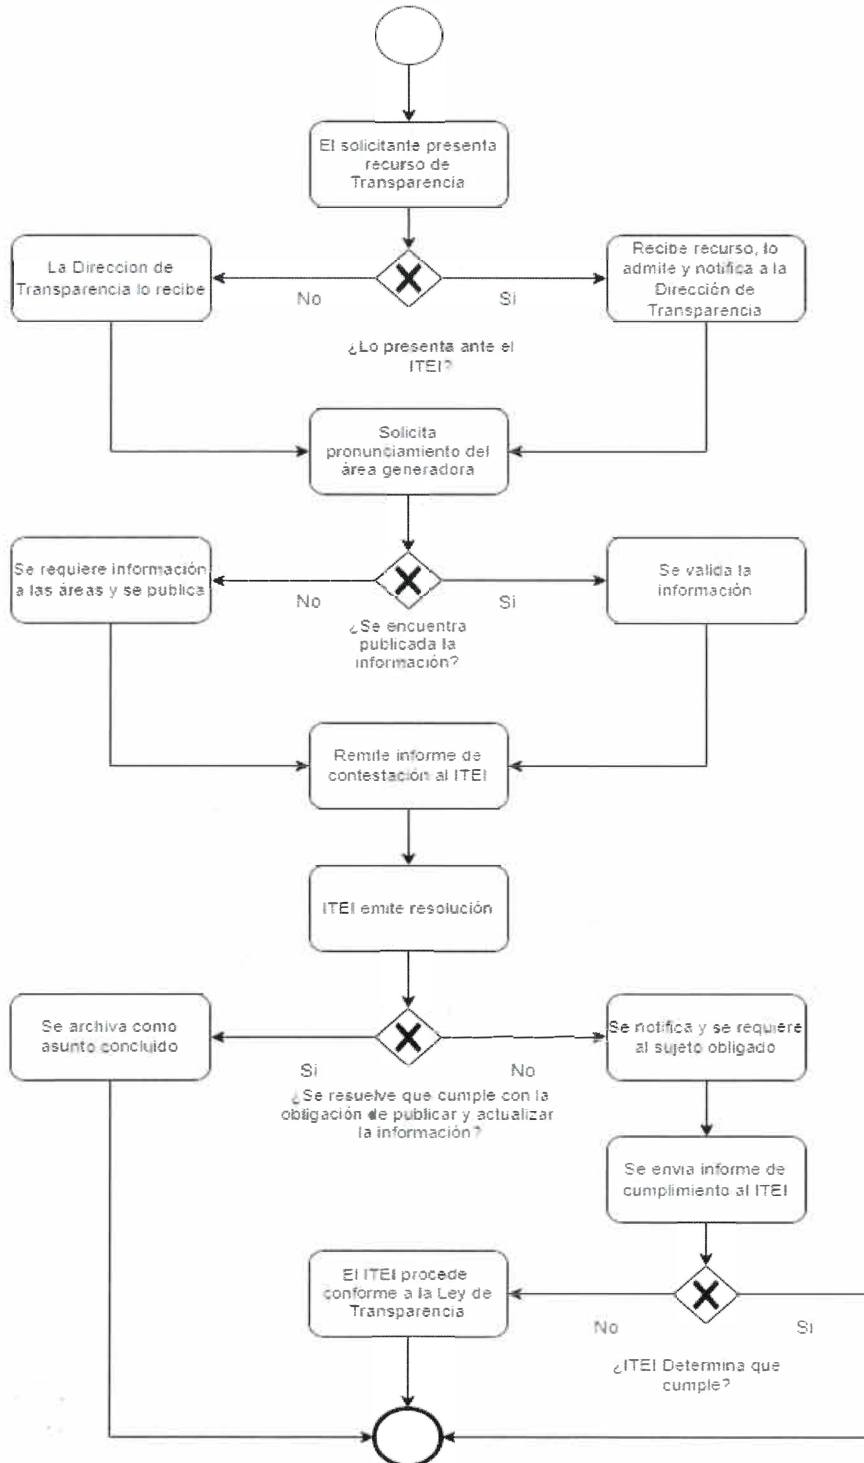 El solicitante presenta
recurso de
Transparencia
La Direccion de
Transparencia lo recibe
No
Si
Recibe recurso, lo
admite y notifica a la
Dirección de
Transparencia
¿Lo presenta ante el
ITEI?
Solicita
pronunciamiento del
área generadora
Se requiere información
a las áreas y se publica
No
Si
Se valida la
información
¿Se encuentra
publicada la
información?
Remite informe de
contestación al ITEI
ITEI emite resolución
Se archiva como
asunto concluido
Si
No
Se notifica y se requiere
al sujeto obligado
¿Se resuelve que cumple con la
obligación de publicar y actualizar
la información?
Se envia informe de
cumplimiento al ITEI
El ITEI procede
conforme a la Ley de
Transparencia
No
Si
¿ITEI Determina que
cumple?